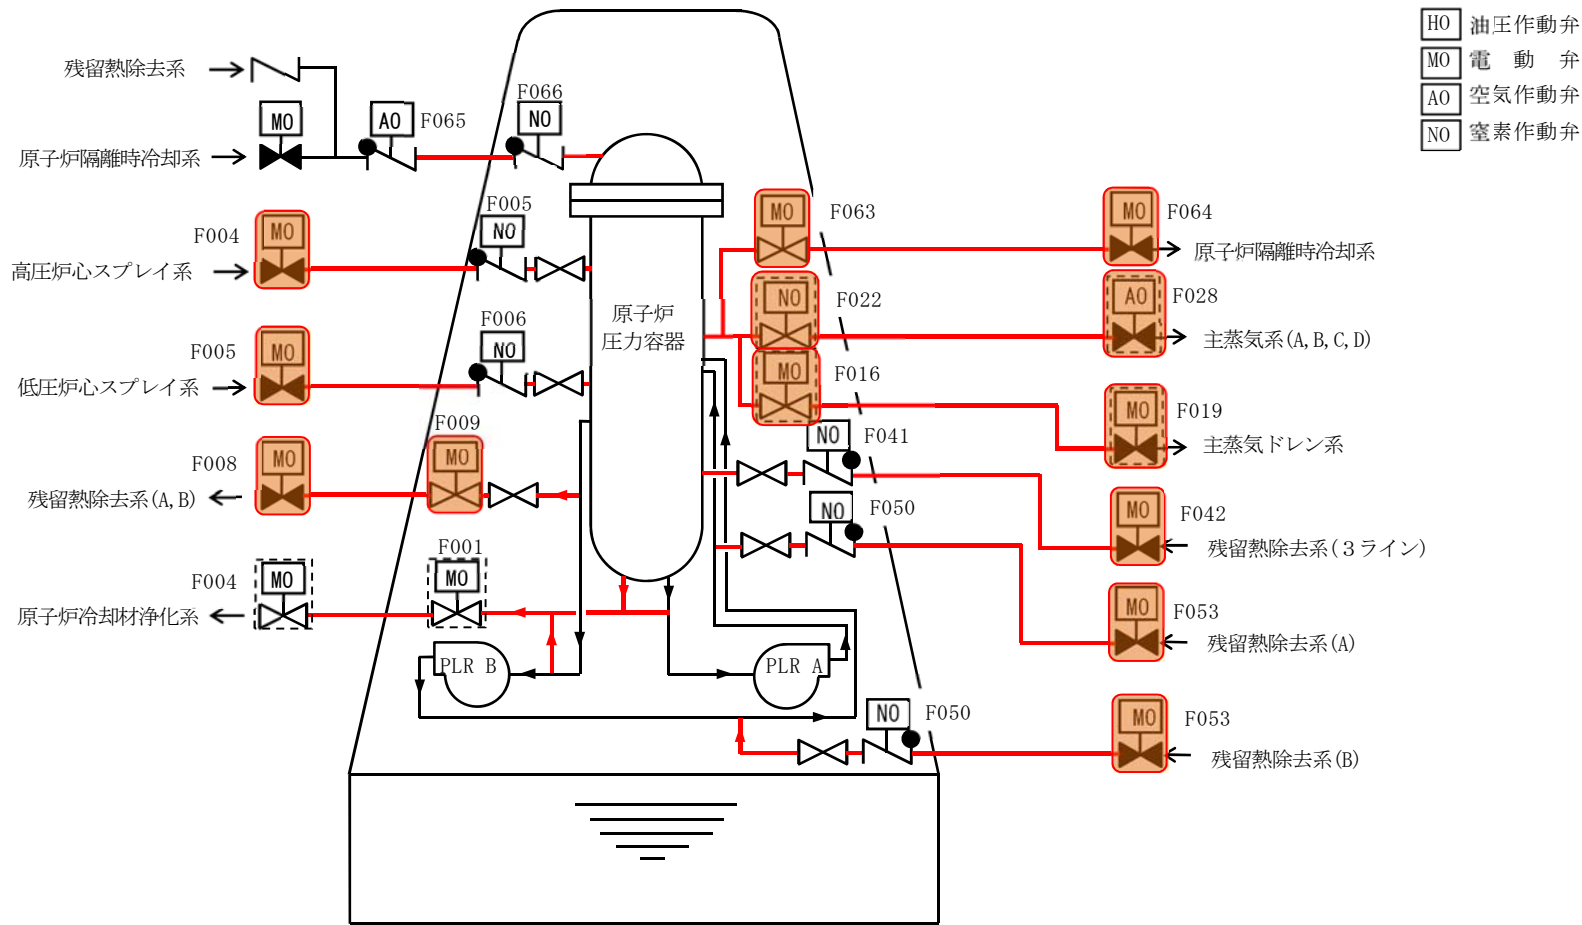 HO 油圧作動弁
MO 電動弁
AO 空気作動弁
NO 窒素作動弁
残留熱除去系
MO
AO
F065
F066
NO
原子炉隔離時冷却系
F004
MO
高圧炉心スプレイ系
F005
NO
F005
MO
低圧炉心スプレイ系
F006
NO
原子炉
圧力容器
F008
MO
残留熱除去系(A,B)
F009
MO
F004
MO
原子炉冷却材浄化系
F001
MO
PLR B
PLR A
MO
F063
MO
F064
原子炉隔離時冷却系
NO
F022
AO
F028
主蒸気系(A,B,C,D)
MO
F016
MO
F019
主蒸気ドレン系
NO
F041
MO
F042
残留熱除去系(３ライン)
NO
F050
MO
F053
残留熱除去系(A)
NO
F050
MO
F053
残留熱除去系(B)